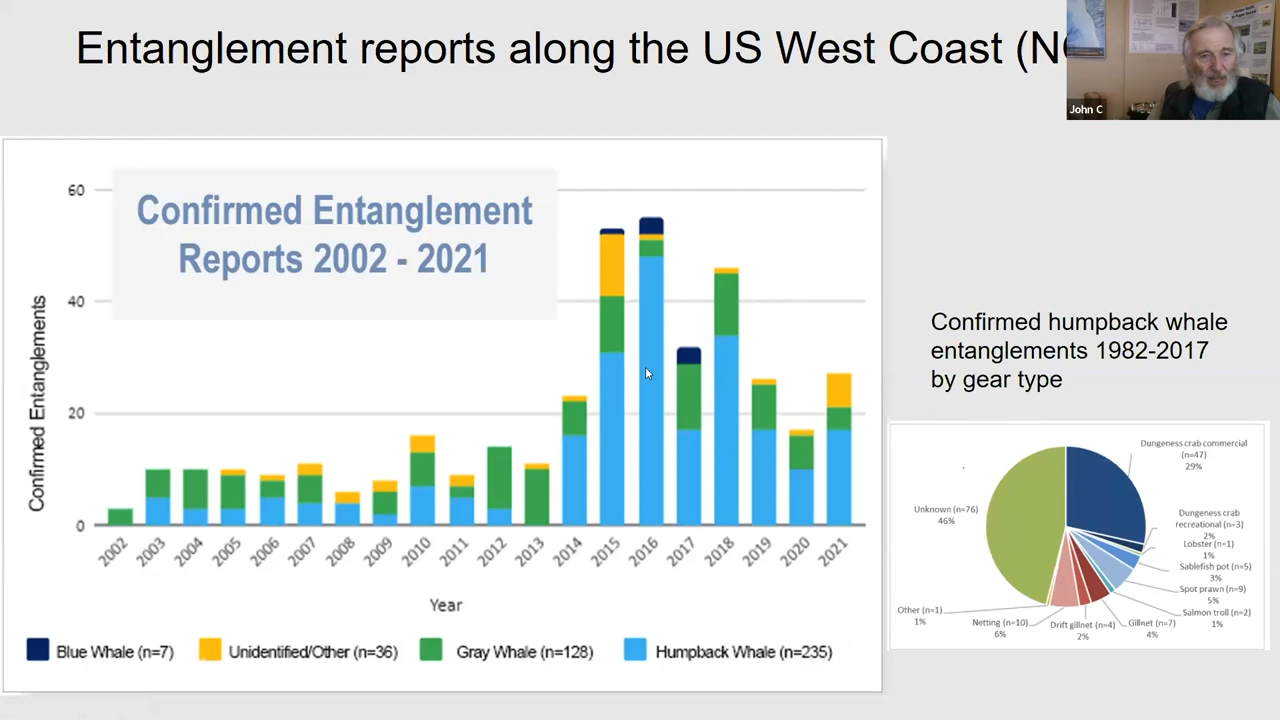 Entanglement reports along the US West Coast (NO
John C
Confirmed Entanglement
Reports 2002 - 2021
Confirmed Entanglements
60
40
20
0
2002
2003
2004
2005
2006
2007
2008
2009
2010
2011
2012
2013
2014
2015
2016
2017
2018
2019
2020
2021
Year
Blue Whale (n=7)
Unidentified/Other (n=36)
Gray Whale (n=128)
Humpback Whale (n=235)
Confirmed humpback whale
entanglements 1982-2017
by gear type
Dungeness crab commercial
(n=47)
29%
Dungeness crab
recreational (n=3)
2%
Lobster (n=1)
1%
Sablefish pot (n=5)
3%
Spot prawn (n=9)
5%
Salmon troll (n=2)
1%
Gillnet (n=7)
4%
Drift gillnet (n=4)
2%
Netting (n=10)
6%
Other (n=1)
1%
Unknown (n=76)
46%